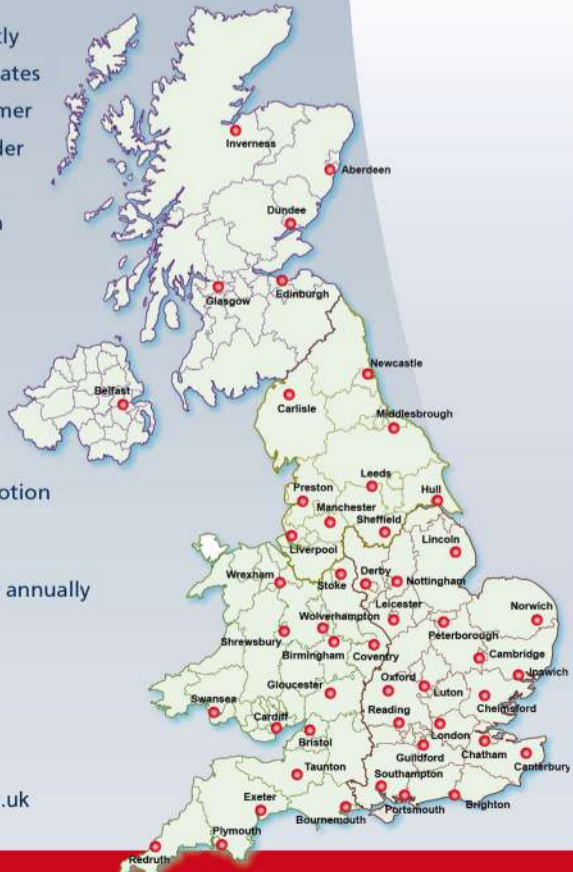 tly
ates
mer
der
n
otion
annually
.uk
Inverness
Aberdeen
Dundee
Glasgow
Edinburgh
Belfast
Newcastle
Carlisle
Middlesbrough
Leeds
Preston
Hull
Manchester
Sheffield
Liverpool
Lincoln
Wrexham
Stoke
Derby
Nottingham
Leicester
Norwich
Wolverhampton
Peterborough
Shrewsbury
Birmingham
Coventry
Cambridge
Ipswich
Gloucester
Oxford
Luton
Chelmsford
Swansea
Reading
Cardiff
London
Bristol
Guildford
Chatham
Canterbury
Taunton
Southampton
Exeter
Bournemouth
Portsmouth
Brighton
Plymouth
Redruth